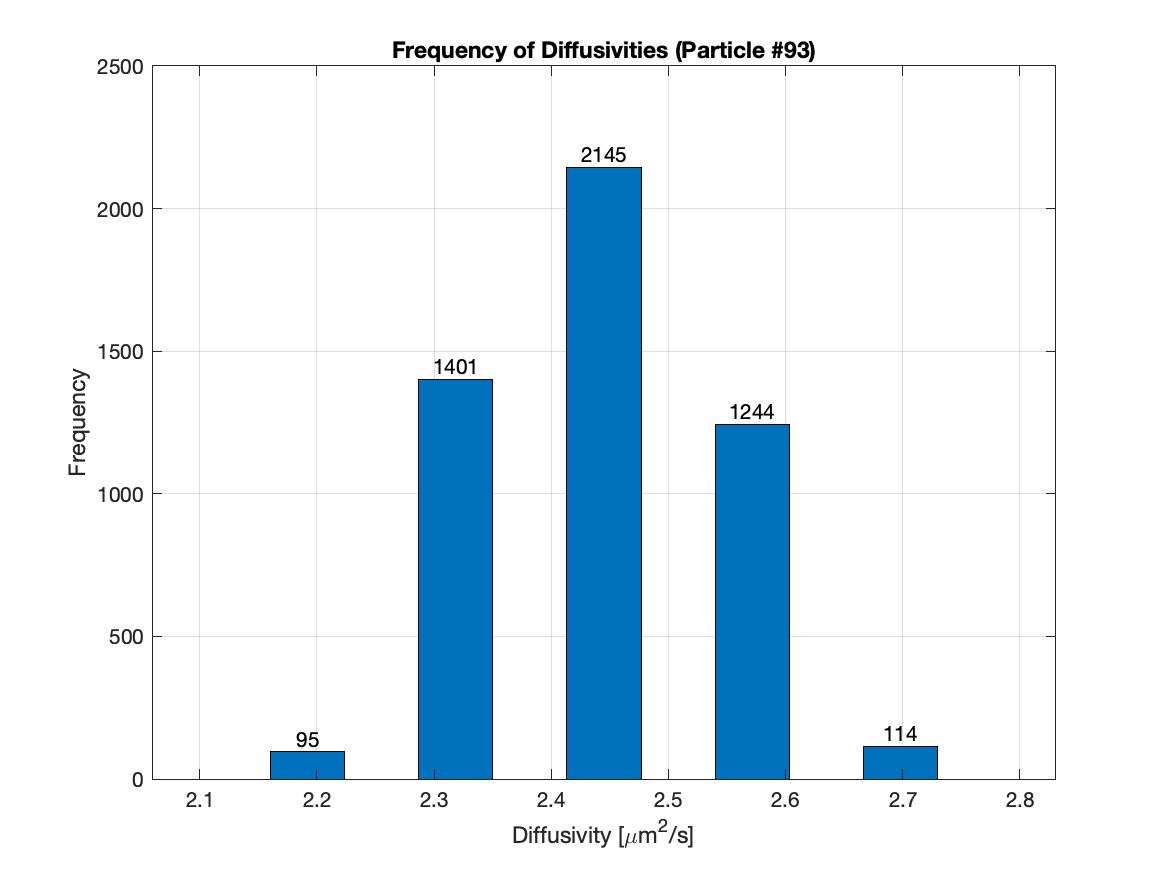 Frequency of Diffusivities (Particle #93)
2500
2000
1500
1000
500
0
Frequency
95
1401
2145
1244
114
2.1 2.2 2.3 2.4 2.5 2.6 2.7 2.8
Diffusivity [μm²/s]